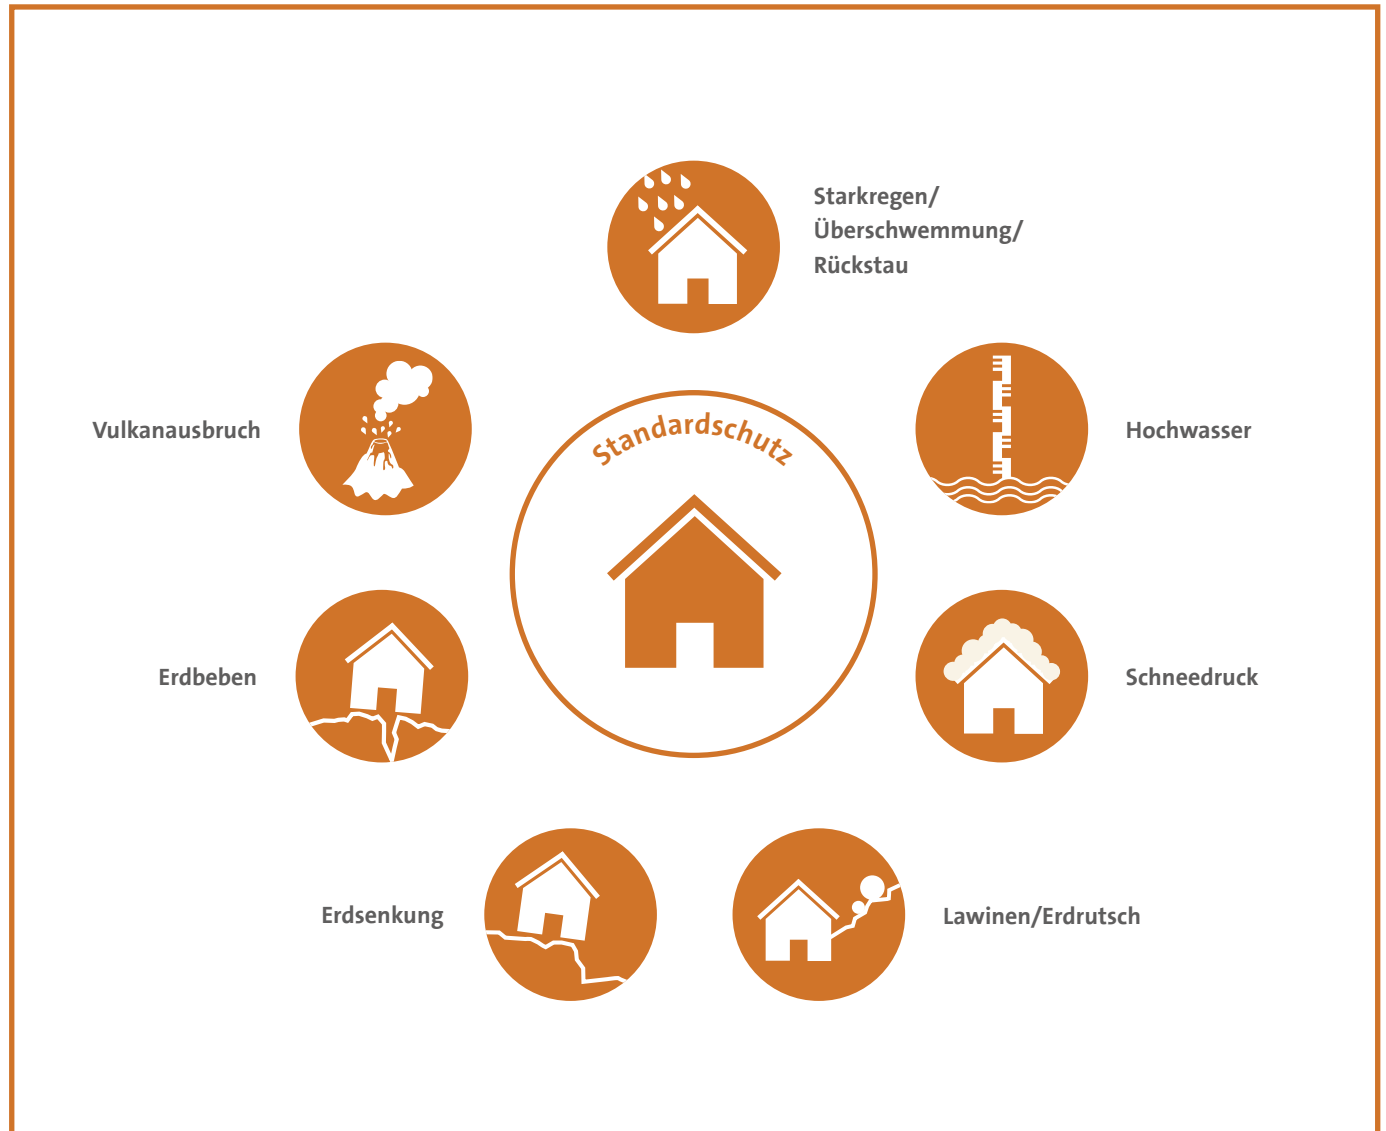 Starkregen/
Überschwemmung/
Rückstau
Vulkanausbruch
Standardschutz
Hochwasser
Erdbeben
Schneedruck
Erdsenkung
Lawinen/Erdrutsch